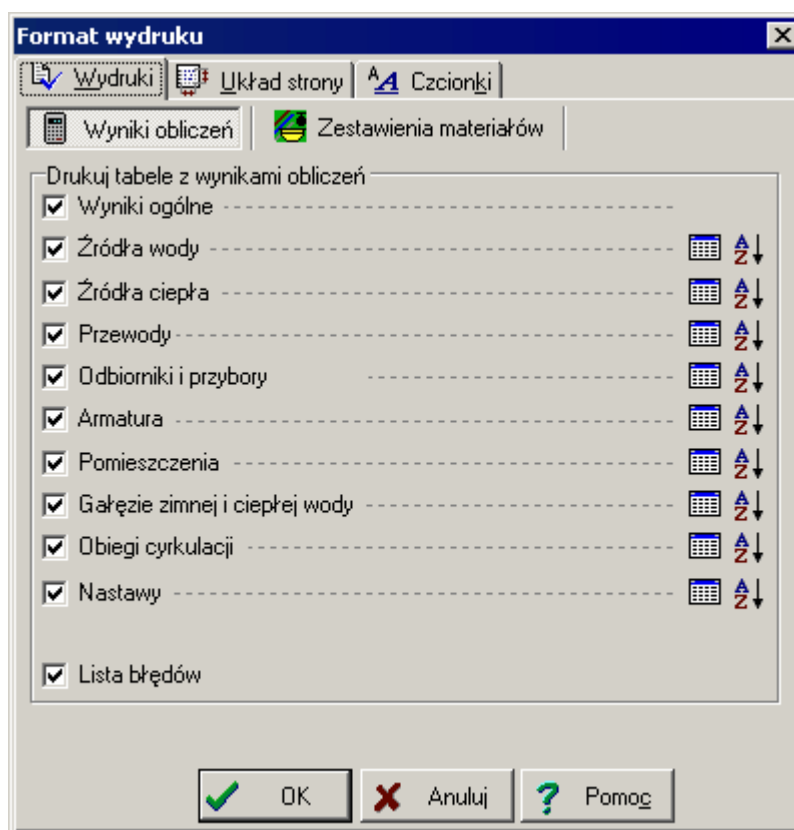 Format wydruku
Wydruki Układ strony Czcionki
Wyniki obliczeń Zestawienia materiałów
Drukuj tabele z wynikami obliczeń
Wyniki ogólne
Źródła wody
Źródła ciepła
Przewody
Odbiorniki i przybory
Armatura
Pomieszczenia
Gałęzie zimnej i ciepłej wody
Obiegi cyrkulacji
Nastawy
Lista błędów
OK Anuluj Pomoc